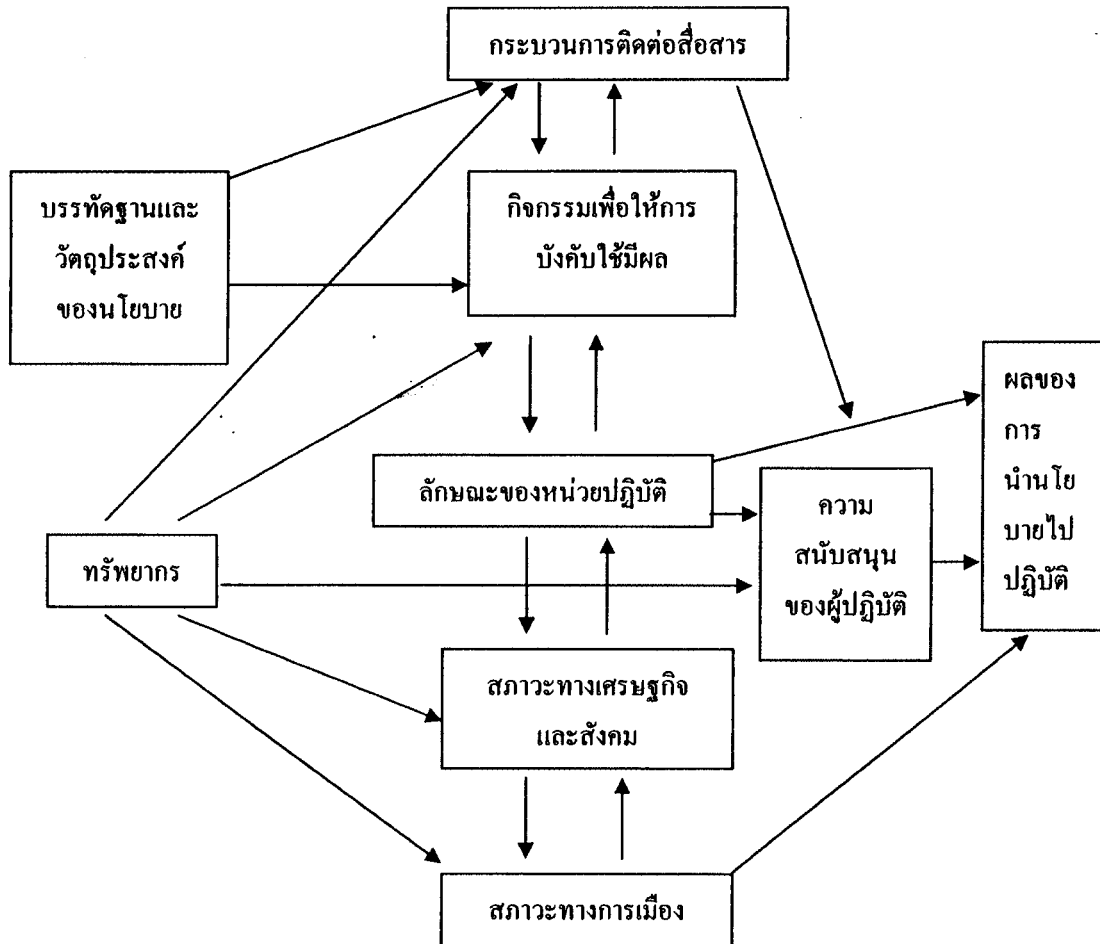 กระบวนการติดต่อสื่อสาร
บรรทัดฐานและ
วัตถุประสงค์
ของนโยบาย
กิจกรรมเพื่อให้การ
บังคับใช้มีผล
ผลของ
การ
นำนโย
บายไป
ปฏิบัติ
ลักษณะของหน่วยปฏิบัติ
ความ
สนับสนุน
ของผู้ปฏิบัติ
ทรัพยากร
สภาวะทางเศรษฐกิจ
และสังคม
สภาวะทางการเมือง